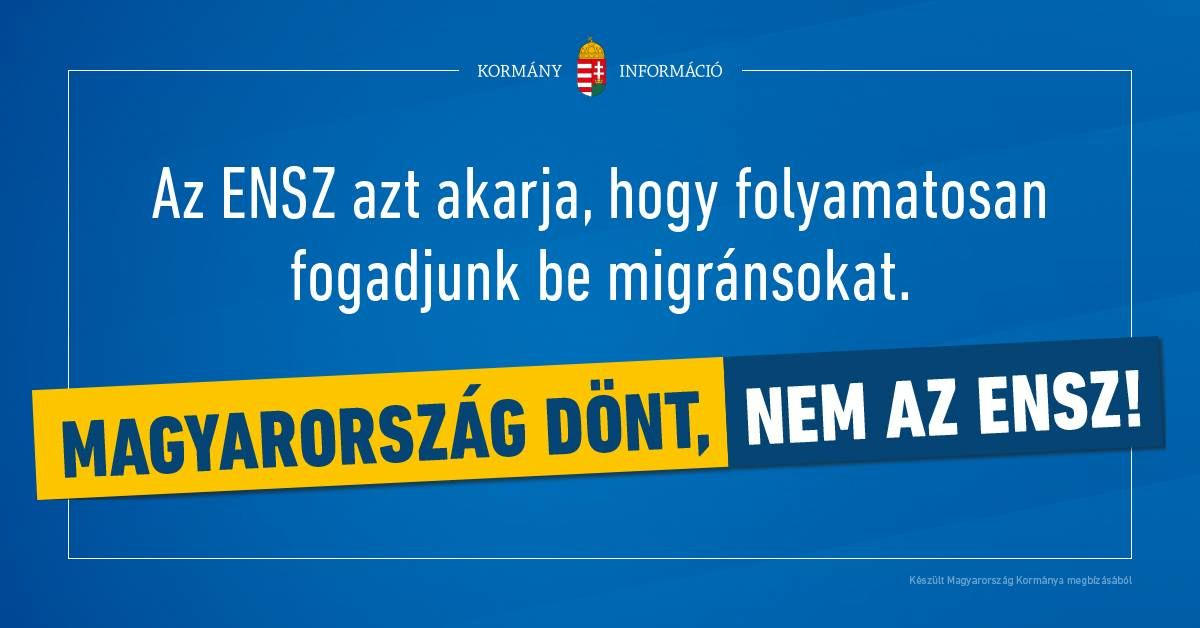 KORMÁNY INFORMÁCIÓ
Az ENSZ azt akarja, hogy folyamatosan
fogadjunk be migránsokat.
MAGYARORSZÁG DÖNT, NEM AZ ENSZ!
Készült Magyarország Kormánya megbízásából